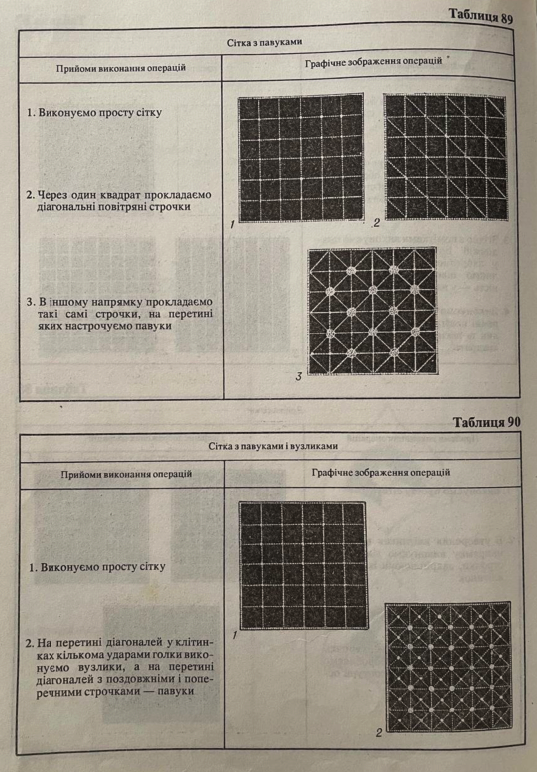 Таблиця 89
Сітка з павуками
Прийоми виконання операцій
Графічне зображення операцій
1. Виконуємо просту сітку
2. Через один квадрат прокладаємо
діагональні повітряні строчки
1
2
3. В іншому напрямку прокладаємо
такі самі строчки, на перетині
яких настрочуємо павуки
3
Таблиця 90
Сітка з павуками і вузликами
Прийоми виконання операцій
Графічне зображення операцій
1. Виконуємо просту сітку
1
2. На перетині діагоналей у клітин-
ках кількома ударами голки вико-
нуємо вузлики, а на перетині
діагоналей з поздовжніми і попе-
речними строчками — павуки
2